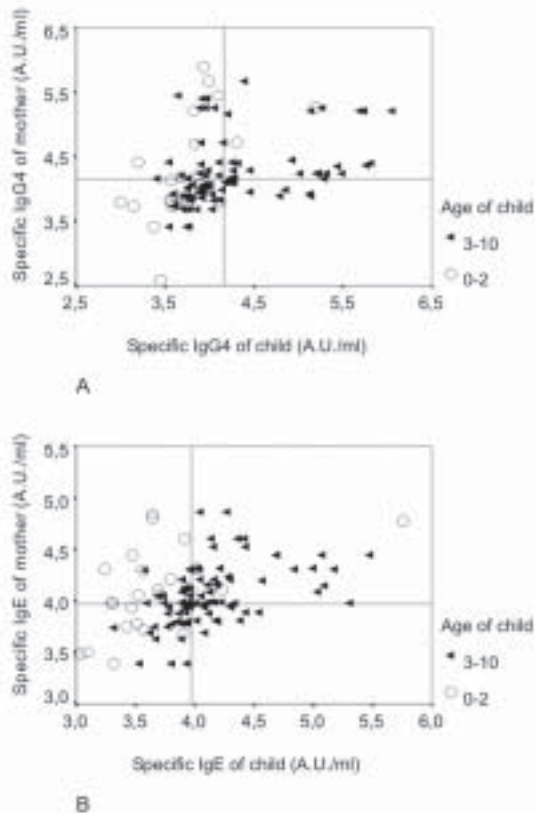 6,5
5,5
4,5
3,5
2,5
Specific IgG4 of mother (A.U./ml)
2,5 3,5 4,5 5,5 6,5
Specific IgG4 of child (A.U./ml)
Age of child
3-10
0-2
A
5,5
5,0
4,5
4,0
3,5
3,0
Specific IgE of mother (A.U./ml)
3,0 3,5 4,0 4,5 5,0 5,5 6,0
Specific IgE of child (A.U./ml)
Age of child
3-10
0-2
B